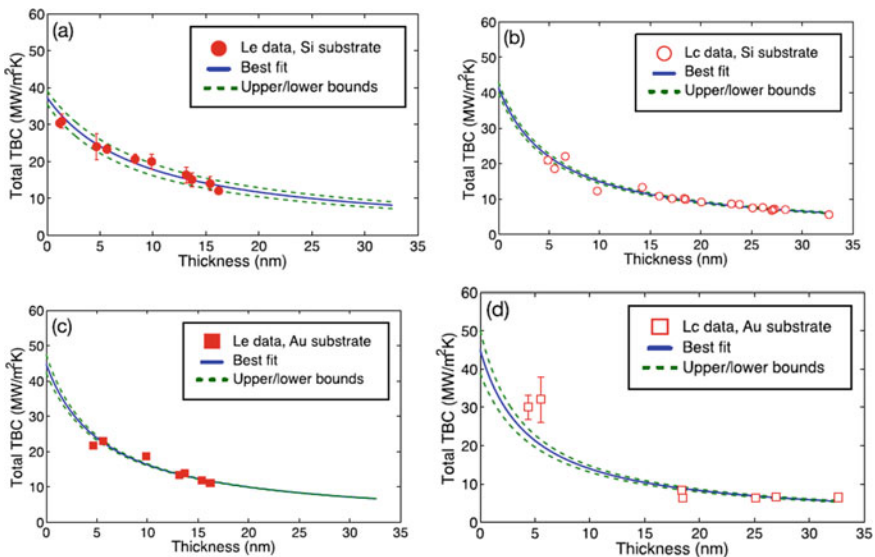 (a)
Le data, Si substrate
Best fit
Upper/lower bounds
Total TBC (MW/m²K)
60
50
40
30
20
10
0
0 5 10 15 20 25 30 35
Thickness (nm)
(b)
Lc data, Si substrate
Best fit
Upper/lower bounds
Total TBC (MW/m²K)
60
50
40
30
20
10
0
0 5 10 15 20 25 30 35
Thickness (nm)
(c)
Le data, Au substrate
Best fit
Upper/lower bounds
Total TBC (MW/m²K)
60
50
40
30
20
10
0
0 5 10 15 20 25 30 35
Thickness (nm)
(d)
Lc data, Au substrate
Best fit
Upper/lower bounds
Total TBC (MW/m²K)
60
50
40
30
20
10
0
0 5 10 15 20 25 30 35
Thickness (nm)